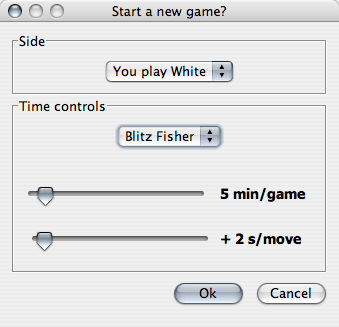 Start a new game?
Side
You play White
Time controls
Blitz Fisher
5 min/game
+ 2 s/move
Ok
Cancel